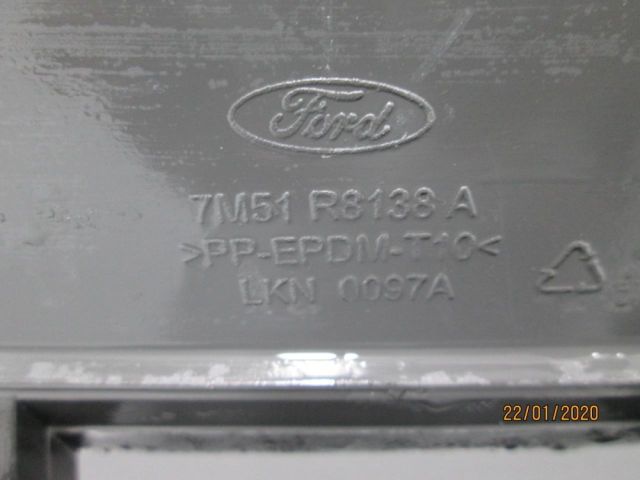 Ford
7M51 R8138 A
>PP-EPDM-T10<
LKN 0097A
22/01/2020